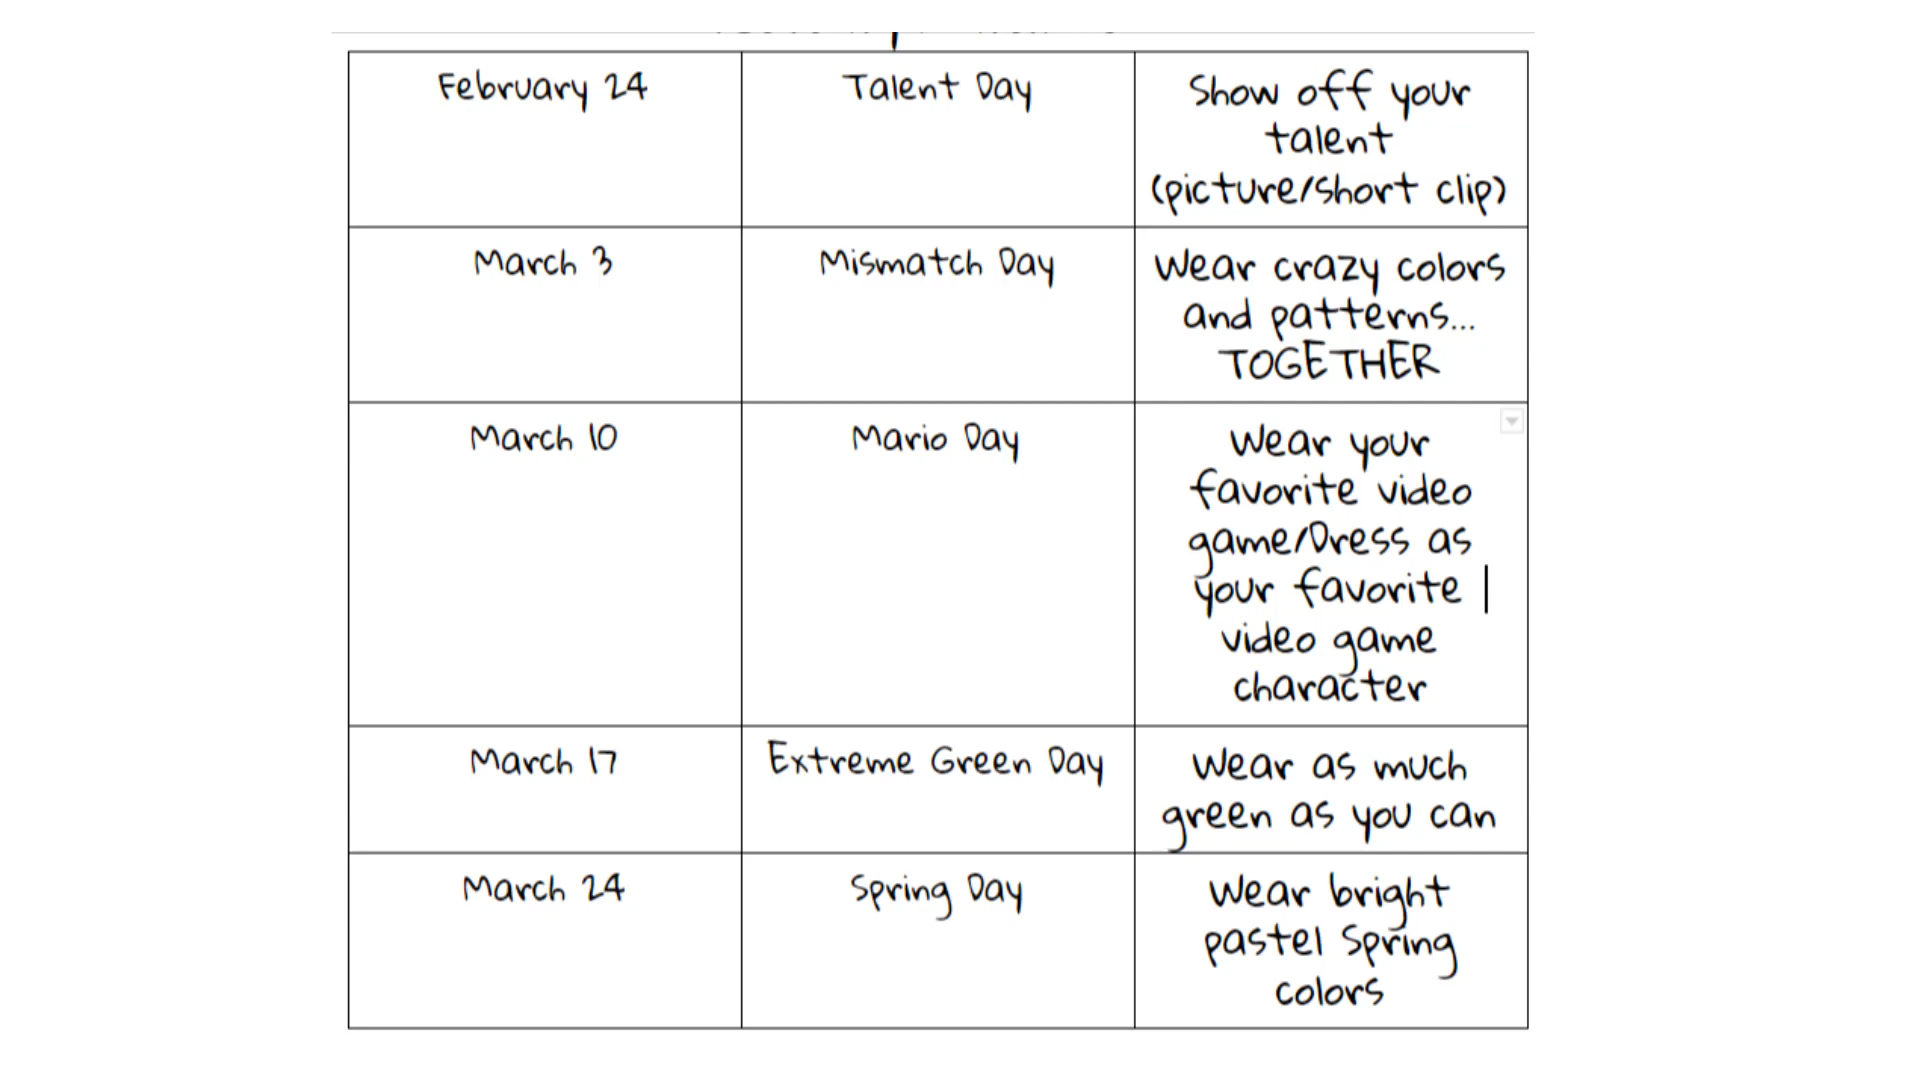 February 24
Talent Day
Show off your
talent
(picture/short clip)
March 3
Mismatch Day
Wear crazy colors
and patterns...
TOGETHER
March 10
Mario Day
Wear your
favorite video
game/Dress as
your favorite
video game
character
March 17
Extreme Green Day
Wear as much
green as you can
March 24
Spring Day
Wear bright
pastel Spring
colors